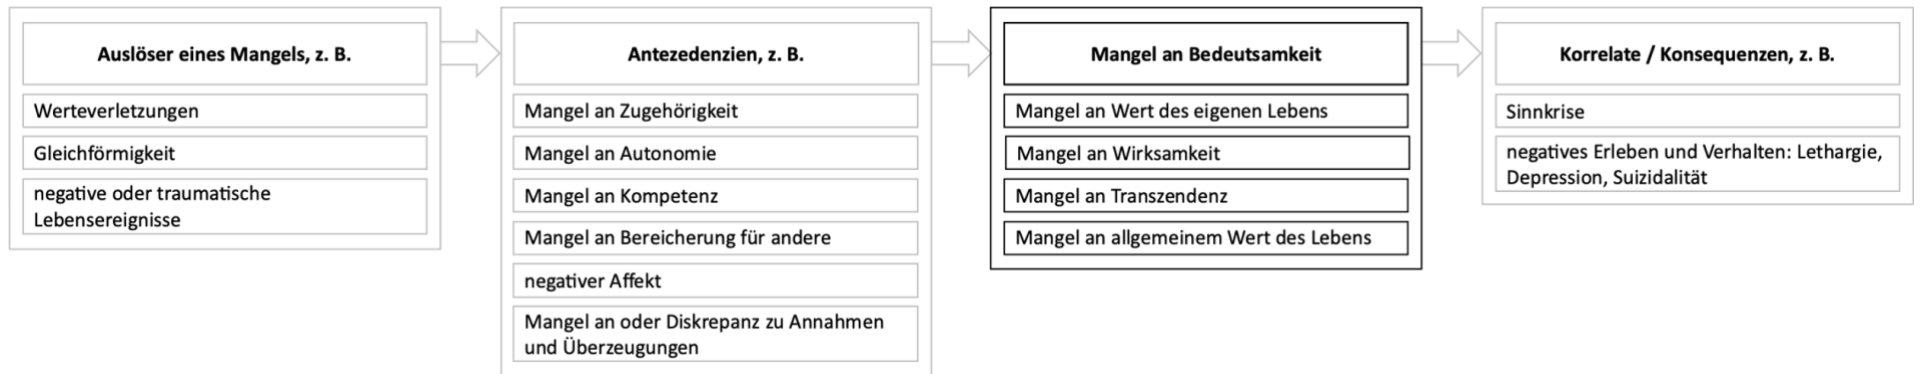 Auslöser eines Mangels, z. B.
Werteverletzungen
Gleichförmigkeit
negative oder traumatische
Lebensereignisse
Antezedenzien, z. B.
Mangel an Zugehörigkeit
Mangel an Autonomie
Mangel an Kompetenz
Mangel an Bereicherung für andere
negativer Affekt
Mangel an oder Diskrepanz zu Annahmen
und Überzeugungen
Mangel an Bedeutsamkeit
Mangel an Wert des eigenen Lebens
Mangel an Wirksamkeit
Mangel an Transzendenz
Mangel an allgemeinem Wert des Lebens
Korrelate / Konsequenzen, z. B.
Sinnkrise
negatives Erleben und Verhalten: Lethargie,
Depression, Suizidalität